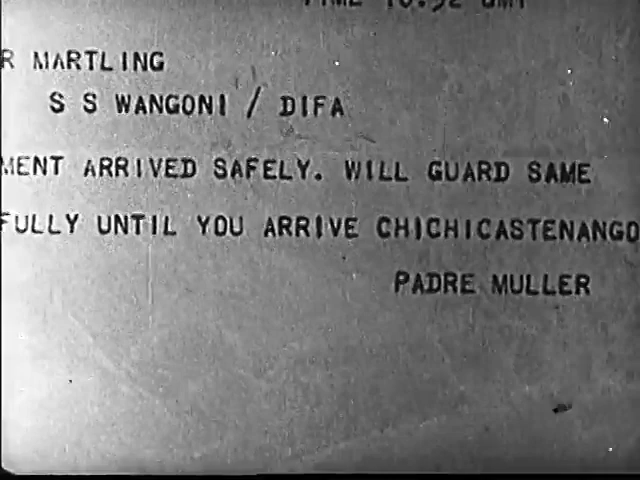 R MARTLING
S S WANGONI / DIFA
MENT ARRIVED SAFELY. WILL GUARD SAME
FULLY UNTIL YOU ARRIVE CHICHICASTENANGO
PADRE MULLER